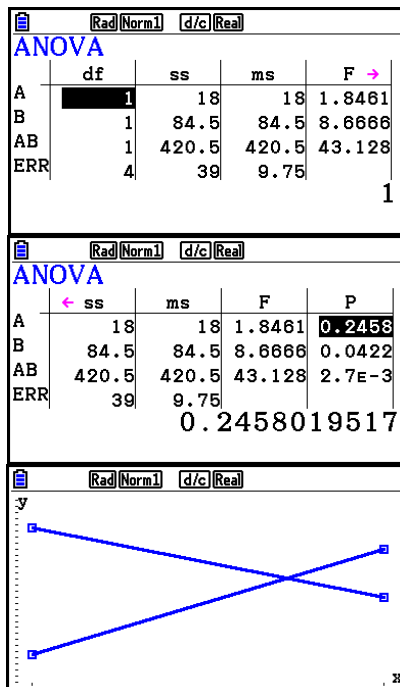 Rad Norm1 d/c Real
ANOVA
df ss ms F →
A 1 18 18 1.8461
B 1 84.5 84.5 8.6666
AB 1 420.5 420.5 43.128
ERR 4 39 9.75
1
Rad Norm1 d/c Real
ANOVA
← ss ms F P
A 18 18 1.8461 0.2458
B 84.5 84.5 8.6666 0.0422
AB 420.5 420.5 43.128 2.7E-3
ERR 39 9.75
0.2458019517
Rad Norm1 d/c Real
y
x